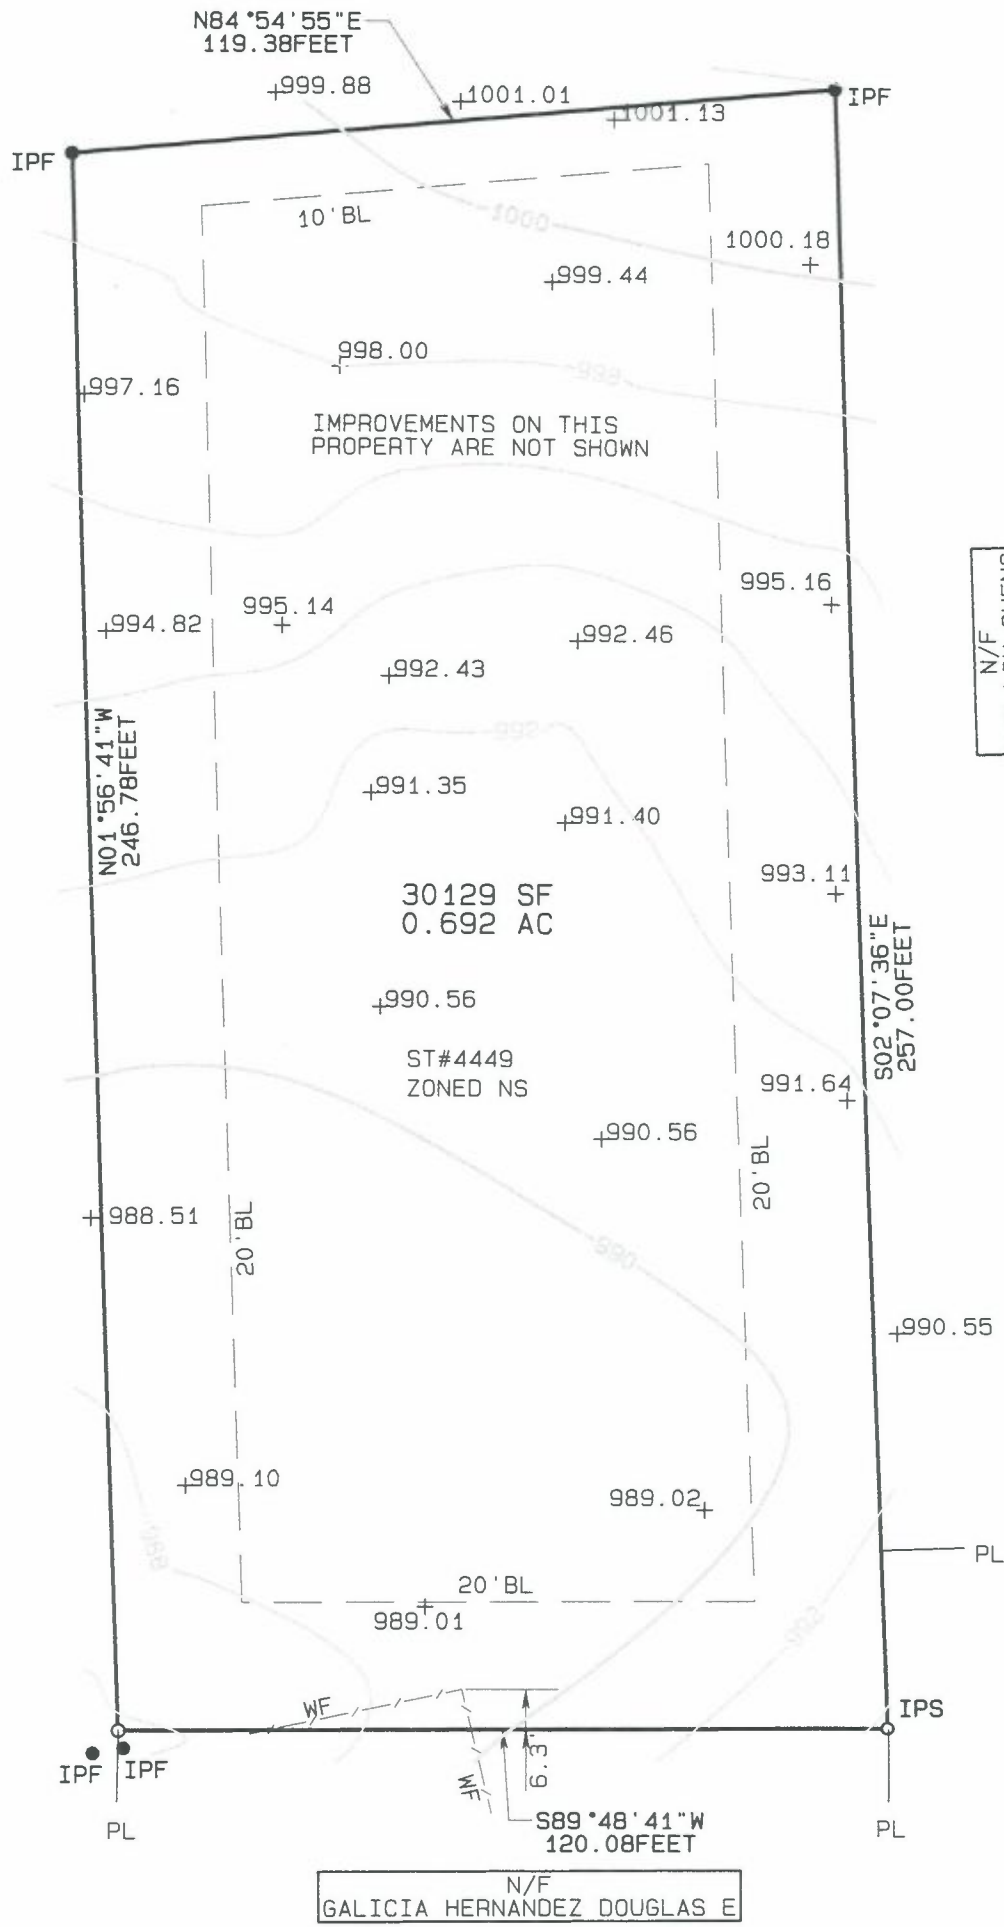 N84°54'55"E
119.38FEET
999.88
1001.01
1001.13
IPF
IPF
10'BL
1000
1000.18
999.44
998.00
998
997.16
IMPROVEMENTS ON THIS
PROPERTY ARE NOT SHOWN
995.16
995.14
994.82
992.46
992.43
N/F
N01°56'41"W
246.78FEET
992
991.35
991.40
993.11
30129 SF
0.692 AC
S02°07'36"E
257.00FEET
990.56
ST#4449
ZONED NS
991.64
990.56
20'BL
988.51
20'BL
990
990.55
989.10
989.02
988
PL
20'BL
989.01
992
WF
IPS
6.3'
IPF
IPF
WF
S89°48'41"W
120.08FEET
PL
PL
N/F
GALICIA HERNANDEZ DOUGLAS E